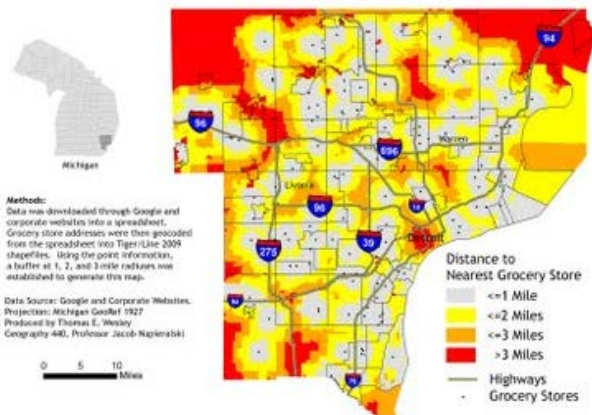 Michigan
Methods:
Data was downloaded through Google and
corporate websites into a spreadsheet.
Grocery store addresses were then geocoded
from the spreadsheet into Tiger/Line 2009
shapefiles. Using the point information,
a buffer at 1, 2, and 3 mile radiuses was
established to generate this map.
Data Source: Google and Corporate Websites.
Projection: Michigan GeoRef 1927
Produced by Thomas E. Wesley
Geography 440, Professor Jacob Napieralski
0 5 10
Miles
94
96
696
Warren
Livonia
96
10
39
Detroit
275
94
75
Distance to
Nearest Grocery Store
<=1 Mile
<=2 Miles
<=3 Miles
>3 Miles
Highways
Grocery Stores